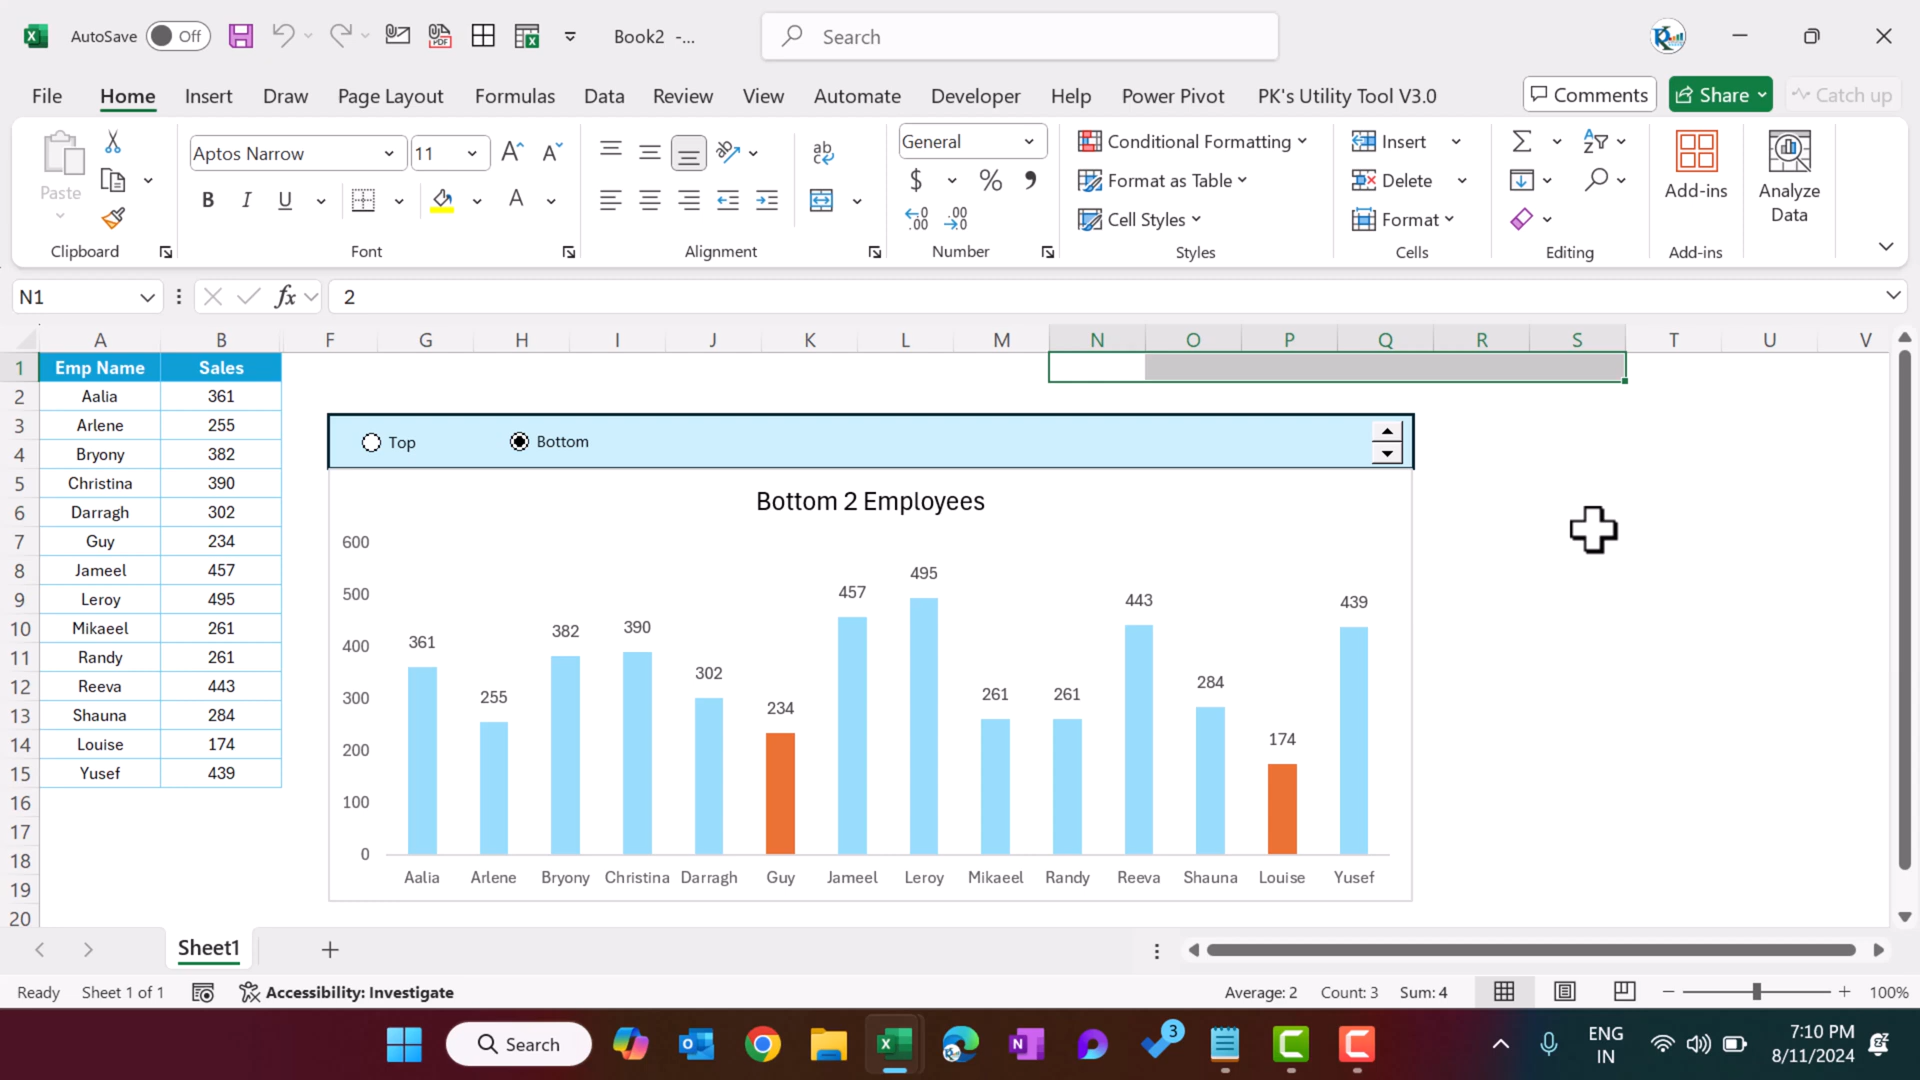 AutoSave Off Book2 -... Search
File Home Insert Draw Page Layout Formulas Data Review View Automate Developer Help Power Pivot PK's Utility Tool V3.0 Comments Share Catch up
Paste
Clipboard
Aptos Narrow 11
B I U A
Font
ab
Alignment
General
$ % ,
Number
Conditional Formatting
Format as Table
Cell Styles
Styles
Insert
Delete
Format
Cells
Editing
Add-ins
Add-ins
Analyze
Data
N1 fx 2
A B F G H I J K L M N O P Q R S T U V
1 Emp Name Sales
2 Aalia 361
3 Arlene 255
4 Bryony 382
5 Christina 390
6 Darragh 302
7 Guy 234
8 Jameel 457
9 Leroy 495
10 Mikaeel 261
11 Randy 261
12 Reeva 443
13 Shauna 284
14 Louise 174
15 Yusef 439
16
17
18
19
20
Top Bottom
Bottom 2 Employees
600
500
400
300
200
100
0
361 255 382 390 302 234 457 495 261 261 443 284 174 439
Aalia Arlene Bryony Christina Darragh Guy Jameel Leroy Mikaeel Randy Reeva Shauna Louise Yusef
Sheet1
Ready Sheet 1 of 1 Accessibility: Investigate Average: 2 Count: 3 Sum: 4 100%
Search 3 ENG
IN
7:10 PM
8/11/2024